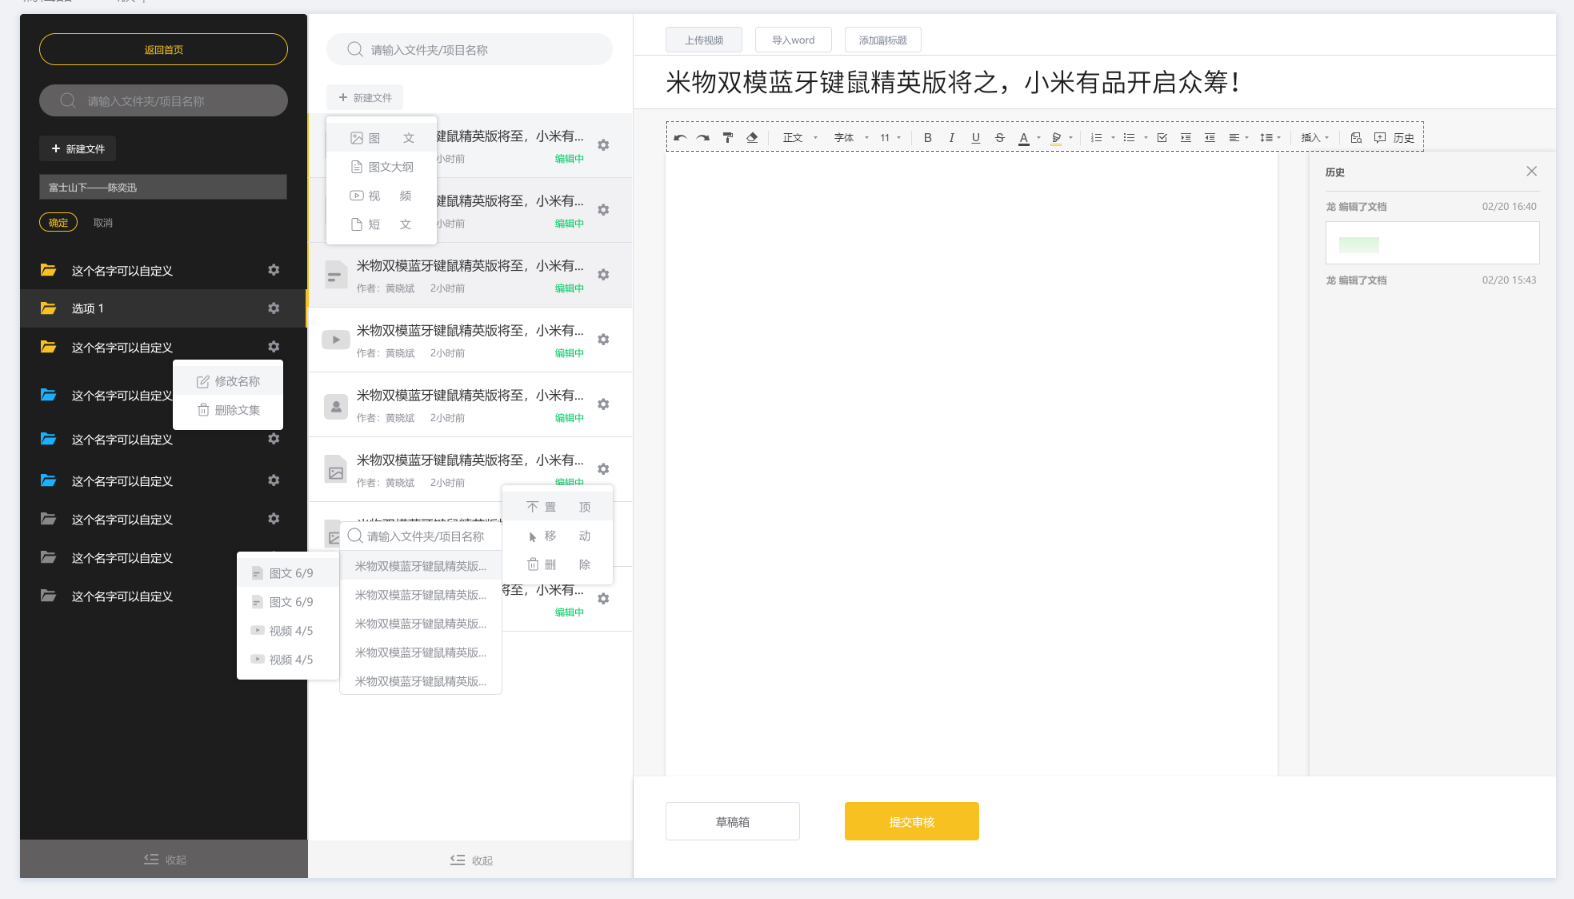 返回首页
请输入文件夹/项目名称
+ 新建文件
富士山下——陈奕迅
确定 取消
这个名字可以自定义
选项 1
这个名字可以自定义
修改名称
删除文集
这个名字可以自定义
这个名字可以自定义
这个名字可以自定义
这个名字可以自定义
这个名字可以自定义
这个名字可以自定义
图文 6/9
图文 6/9
视频 4/5
视频 4/5
收起
请输入文件夹/项目名称
+ 新建文件
图 文
图文大纲
视 频
短 文
键鼠精英版将至，小米有...
小时前 编辑中
键鼠精英版将至，小米有...
小时前 编辑中
米物双模蓝牙键鼠精英版将至，小米有...
作者：黄晓斌 2小时前 编辑中
米物双模蓝牙键鼠精英版将至，小米有...
作者：黄晓斌 2小时前 编辑中
米物双模蓝牙键鼠精英版将至，小米有...
作者：黄晓斌 2小时前 编辑中
米物双模蓝牙键鼠精英版将至，小米有...
作者：黄晓斌 2小时前 编辑中
置 顶
移 动
删 除
请输入文件夹/项目名称
米物双模蓝牙键鼠精英版...
米物双模蓝牙键鼠精英版...
米物双模蓝牙键鼠精英版...
米物双模蓝牙键鼠精英版...
米物双模蓝牙键鼠精英版...
将至，小米有...
编辑中
收起
上传视频 导入word 添加副标题
米物双模蓝牙键鼠精英版将之，小米有品开启众筹！
正文 字体 11 B I U S A 插入 历史
历史
龙 编辑了文档 02/20 16:40
龙 编辑了文档 02/20 15:43
草稿箱 提交审核